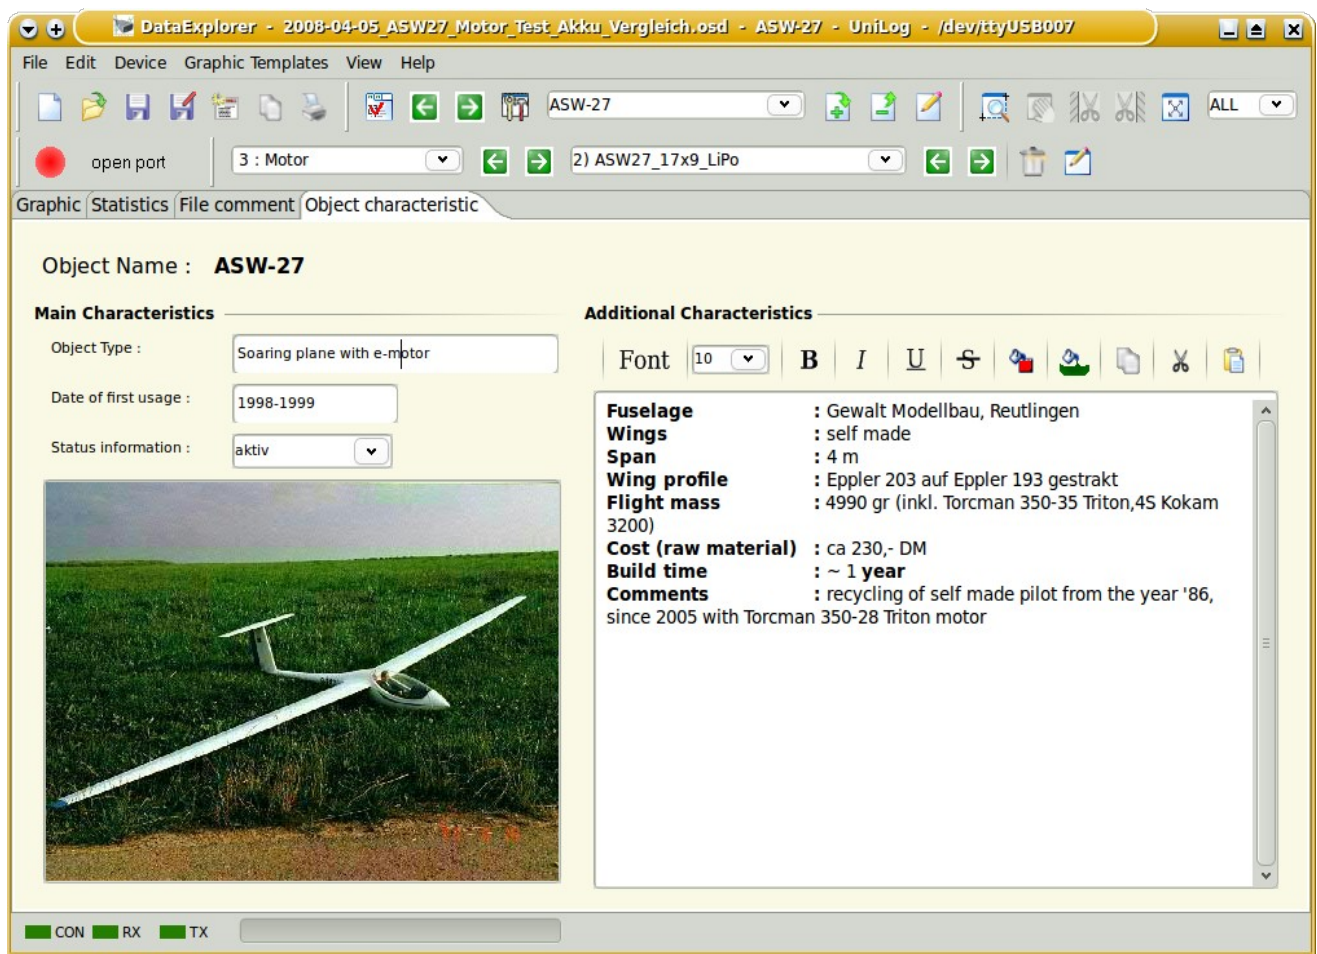 DataExplorer - 2008-04-05_ASW27_Motor_Test_Akku_Vergleich.osd - ASW-27 - UniLog - /dev/ttyUSB007
File Edit Device Graphic Templates View Help
ASW-27 ALL
open port 3 : Motor 2) ASW27_17x9_LiPo
Graphic Statistics File comment Object characteristic
Object Name : ASW-27
Main Characteristics
Object Type : Soaring plane with e-motor
Date of first usage : 1998-1999
Status information : aktiv
Additional Characteristics
Font 10 B I U S
Fuselage : Gewalt Modellbau, Reutlingen
Wings : self made
Span : 4 m
Wing profile : Eppler 203 auf Eppler 193 gestrakt
Flight mass : 4990 gr (inkl. Torcman 350-35 Triton,4S Kokam
3200)
Cost (raw material) : ca 230,- DM
Build time : ~ 1 year
Comments : recycling of self made pilot from the year '86,
since 2005 with Torcman 350-28 Triton motor
CON RX TX